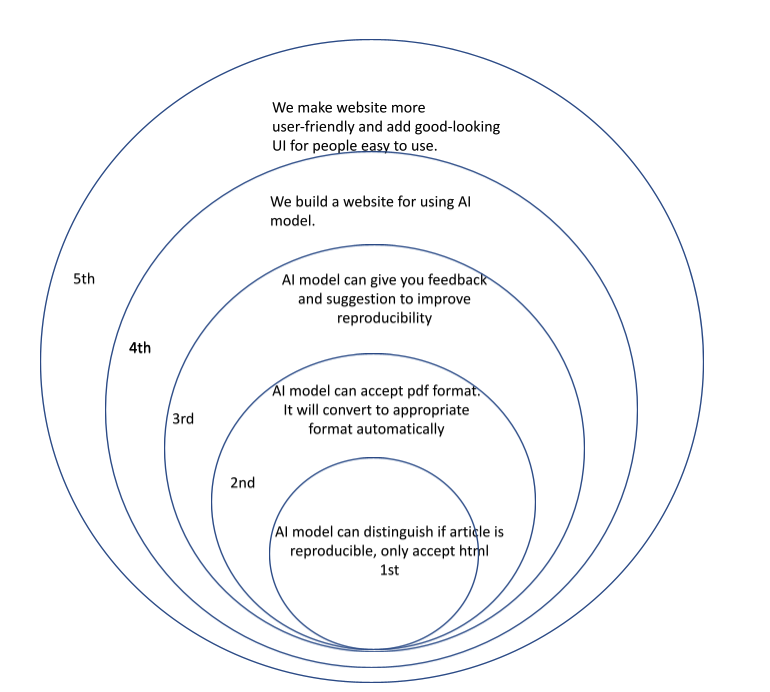 We make website more
user-friendly and add good-looking
UI for people easy to use.
We build a website for using AI
model.
5th
AI model can give you feedback
and suggestion to improve
reproducibility
4th
AI model can accept pdf format.
It will convert to appropriate
format automatically
3rd
2nd
AI model can distinguish if article is
reproducible, only accept html
1st